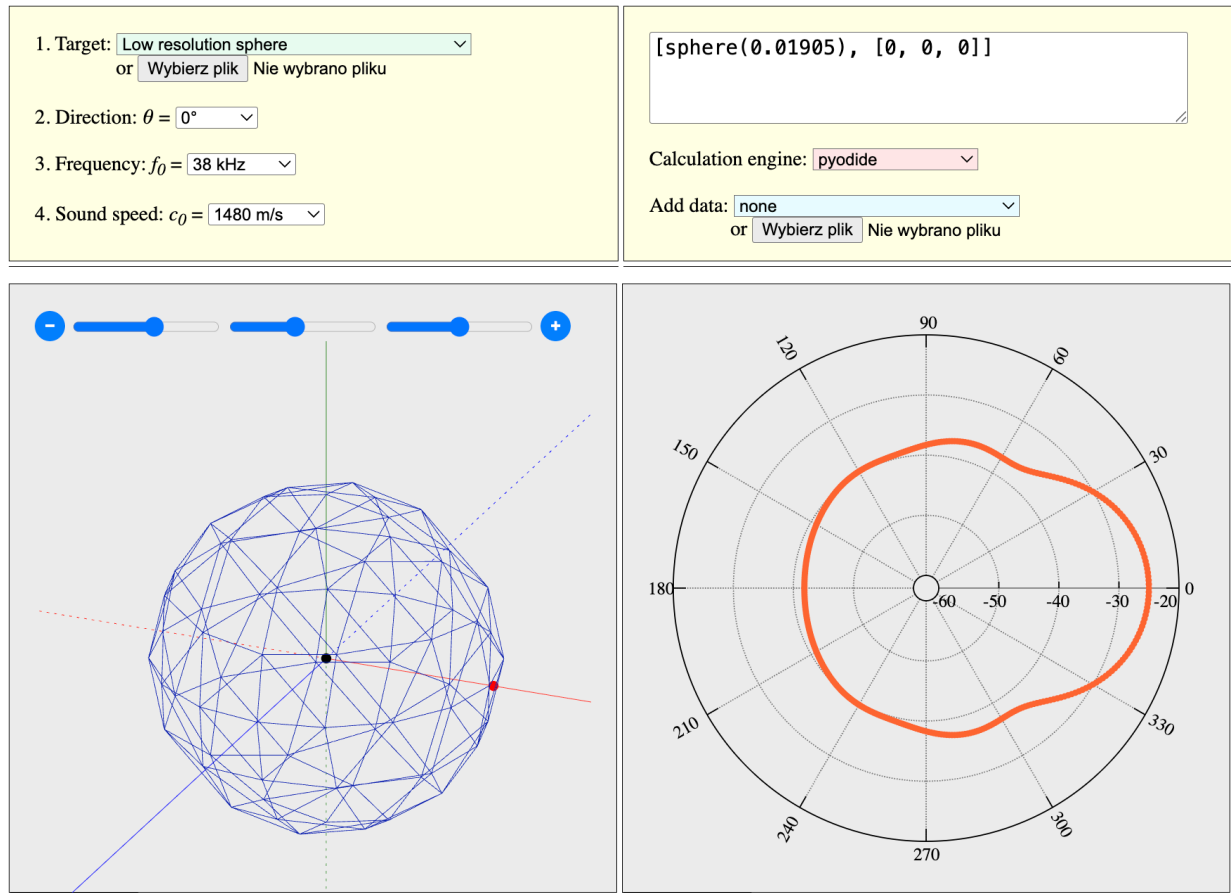 1. Target: Low resolution sphere
or Wybierz plik Nie wybrano pliku
2. Direction: θ = 0°
3. Frequency: f0 = 38 kHz
4. Sound speed: c0 = 1480 m/s
[sphere(0.01905), [0, 0, 0]]
Calculation engine: pyodide
Add data: none
or Wybierz plik Nie wybrano pliku
− +
90
120 60
150 30
180 -60 -50 -40 -30 -20 0
210 330
240 300
270